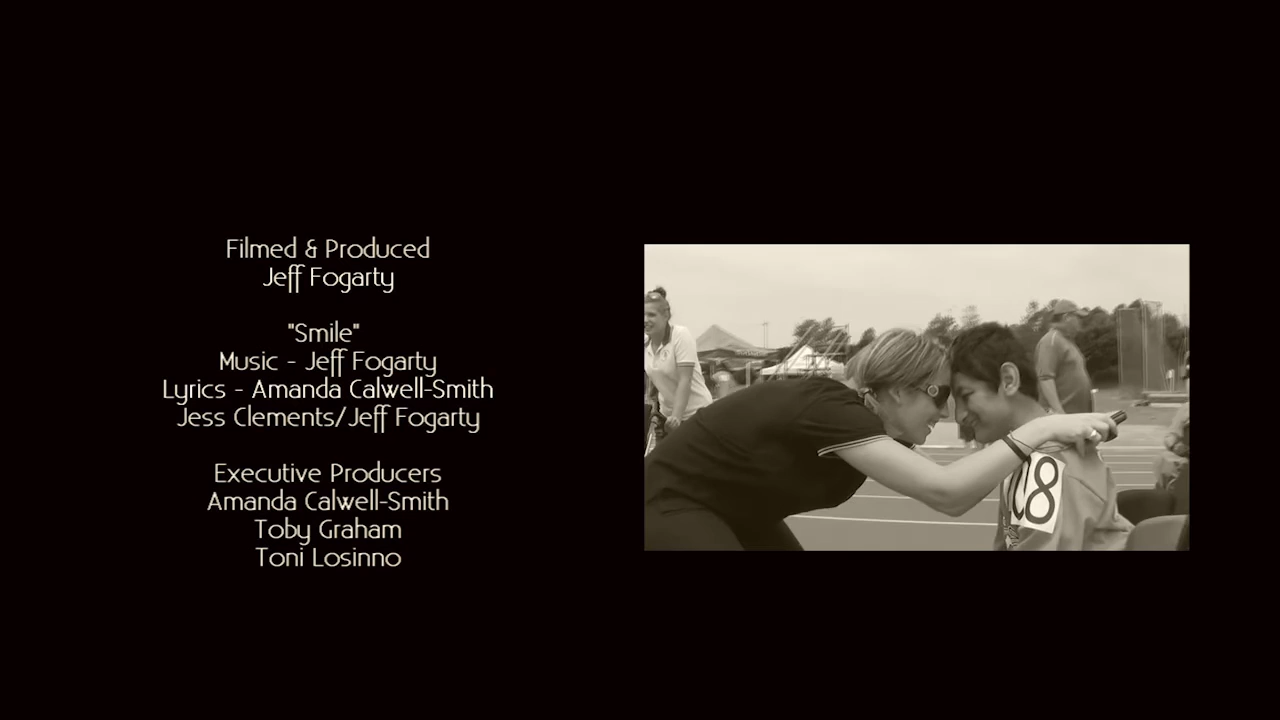 Filmed & Produced
Jeff Fogarty
"Smile"
Music - Jeff Fogarty
Lyrics - Amanda Calwell-Smith
Jess Clements/Jeff Fogarty
Executive Producers
Amanda Calwell-Smith
Toby Graham
Toni Losinno
08